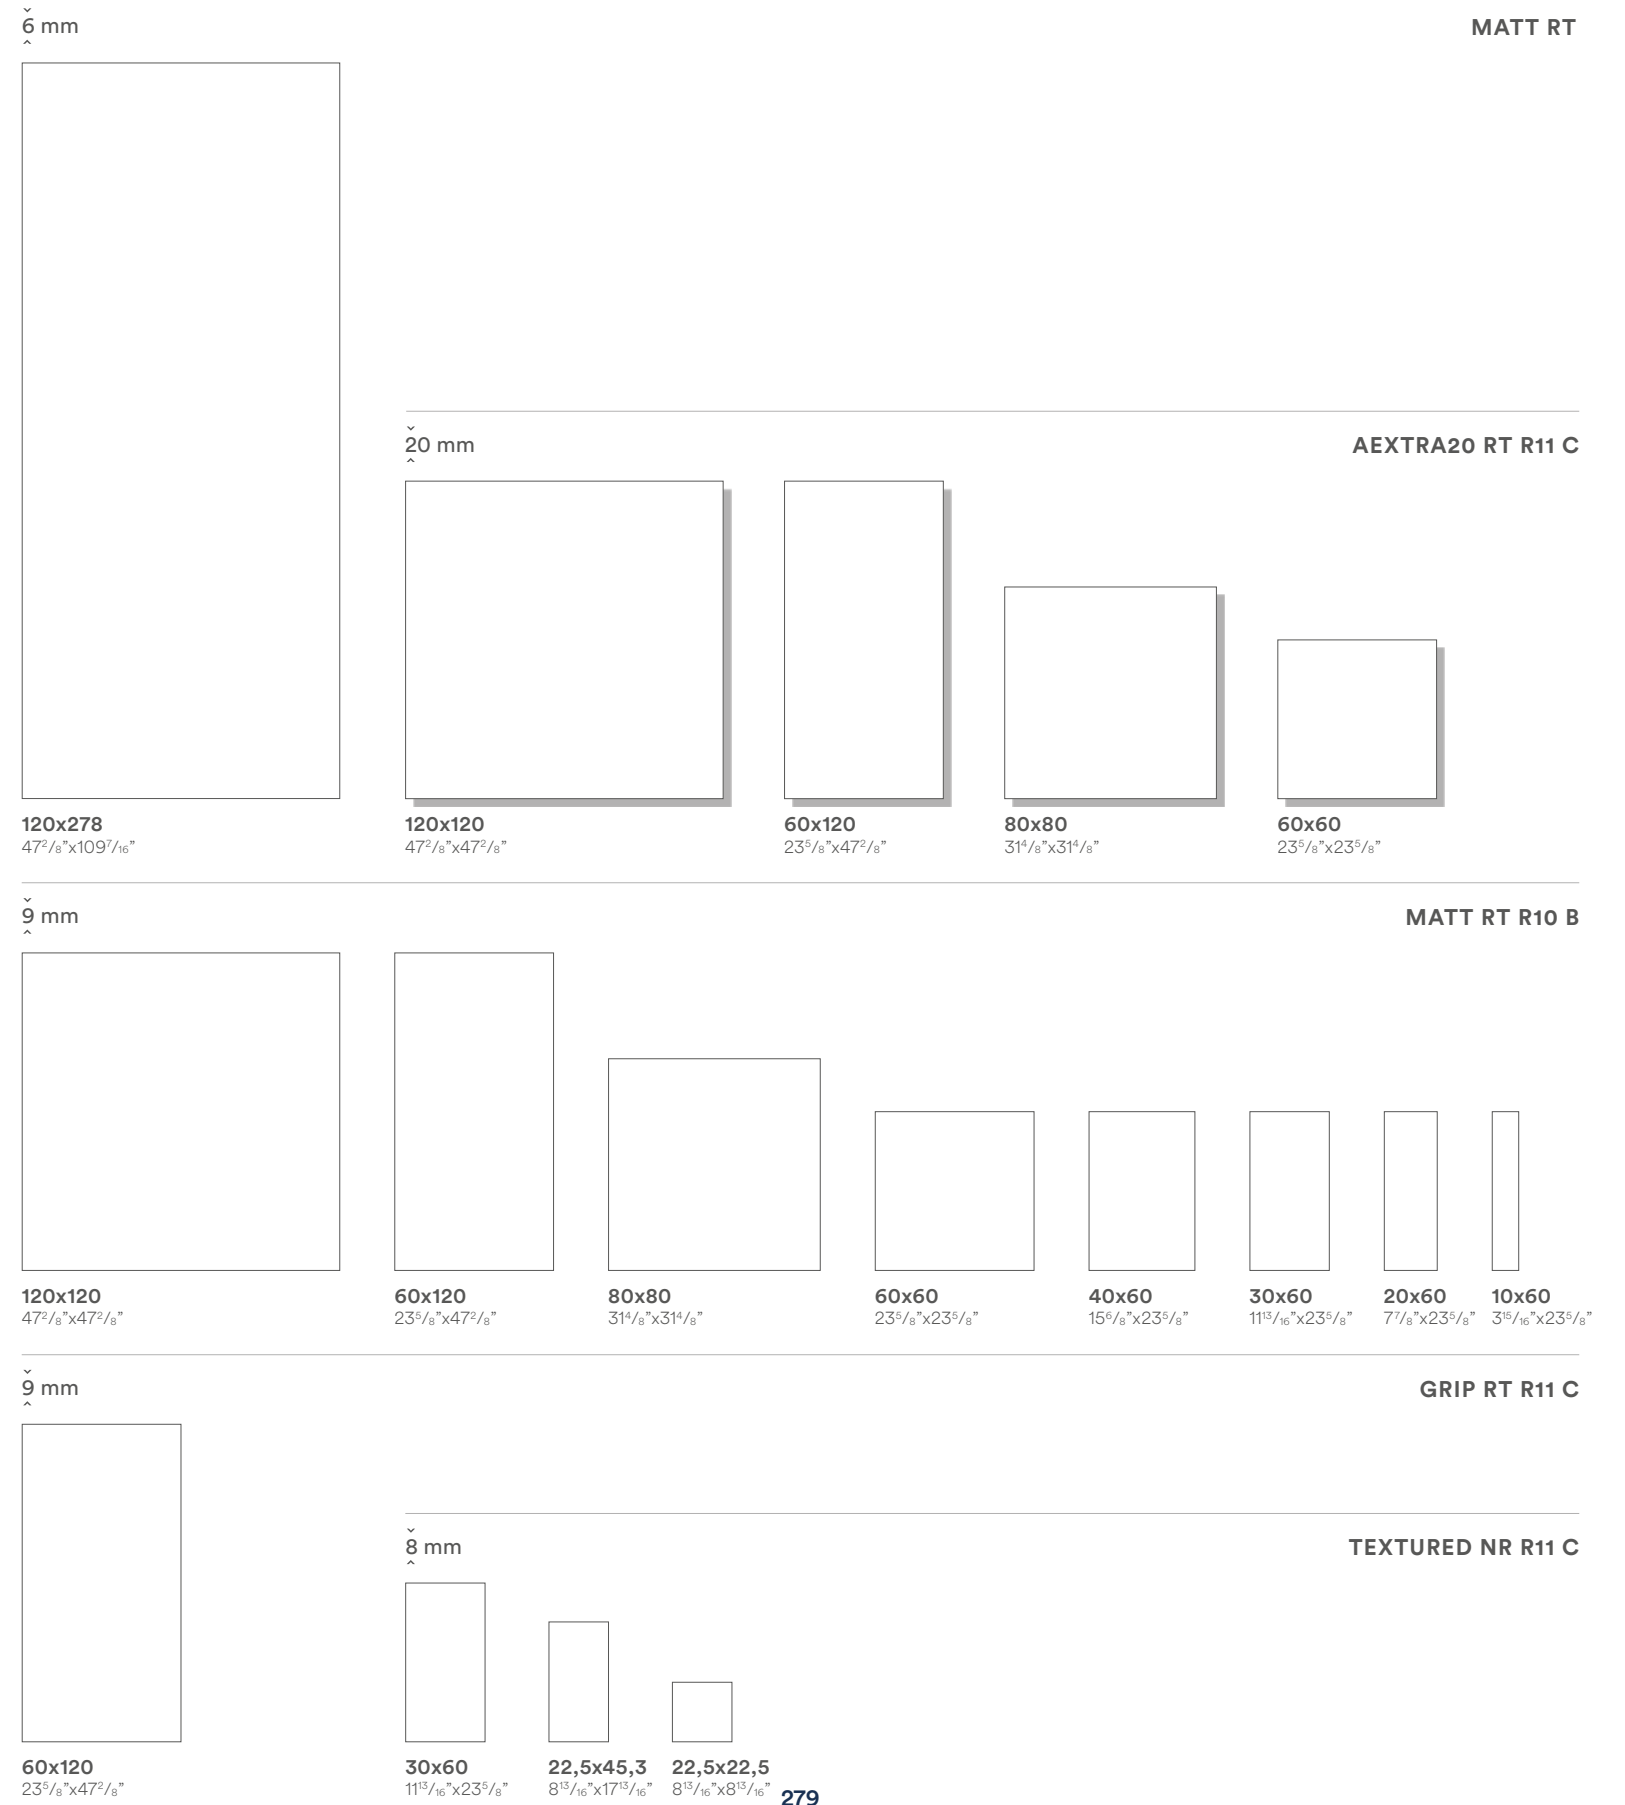 6 mm
MATT RT
20 mm
AEXTRA20 RT R11 C
120x278
47²/₈”x109⁷/₁₆”
120x120
47²/₈”x47²/₈”
60x120
23⁵/₈”x47²/₈”
80x80
31⁴/₈”x31⁴/₈”
60x60
23⁵/₈”x23⁵/₈”
9 mm
MATT RT R10 B
120x120
47²/₈”x47²/₈”
60x120
23⁵/₈”x47²/₈”
80x80
31⁴/₈”x31⁴/₈”
60x60
23⁵/₈”x23⁵/₈”
40x60
15⁶/₈”x23⁵/₈”
30x60
11¹³/₁₆”x23⁵/₈”
20x60
7⁷/₈”x23⁵/₈”
10x60
3¹⁵/₁₆”x23⁵/₈”
9 mm
GRIP RT R11 C
8 mm
TEXTURED NR R11 C
60x120
23⁵/₈”x47²/₈”
30x60
11¹³/₁₆”x23⁵/₈”
22,5x45,3
8¹³/₁₆”x17¹³/₁₆”
22,5x22,5
8¹³/₁₆”x8¹³/₁₆”
279